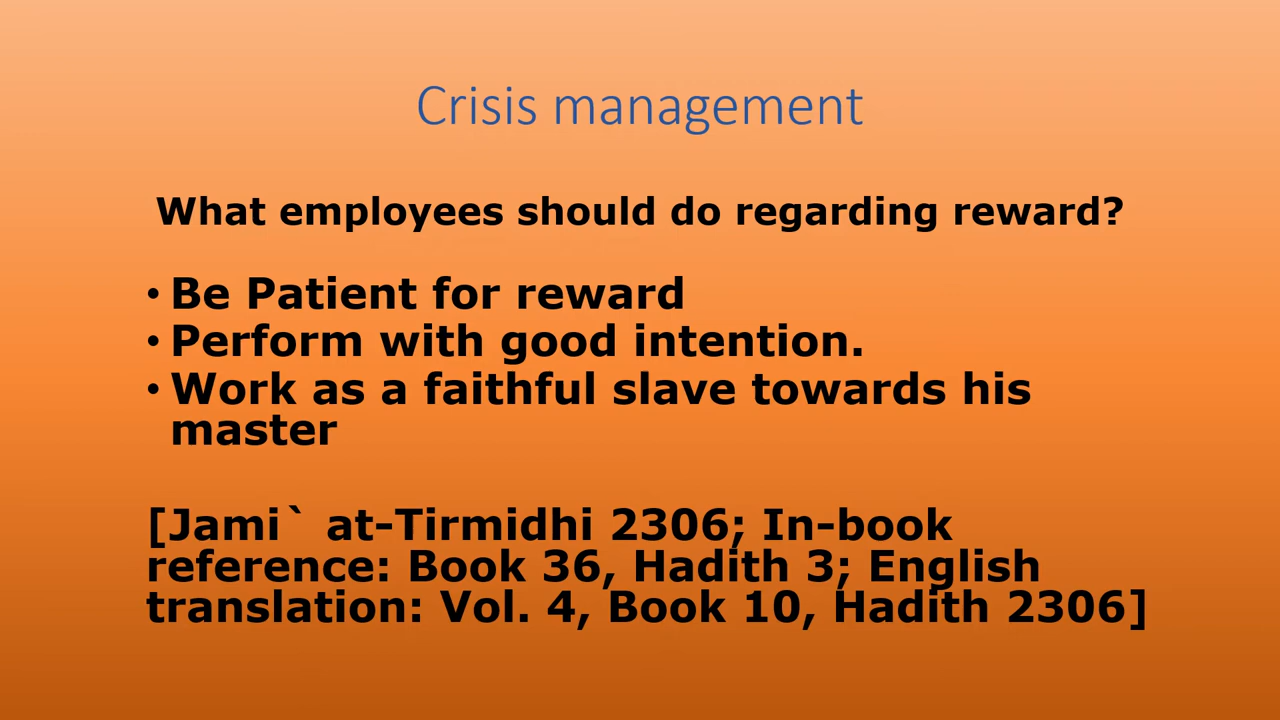 Crisis management
What employees should do regarding reward?
• Be Patient for reward
• Perform with good intention.
• Work as a faithful slave towards his
master
[Jami` at-Tirmidhi 2306; In-book
reference: Book 36, Hadith 3; English
translation: Vol. 4, Book 10, Hadith 2306]